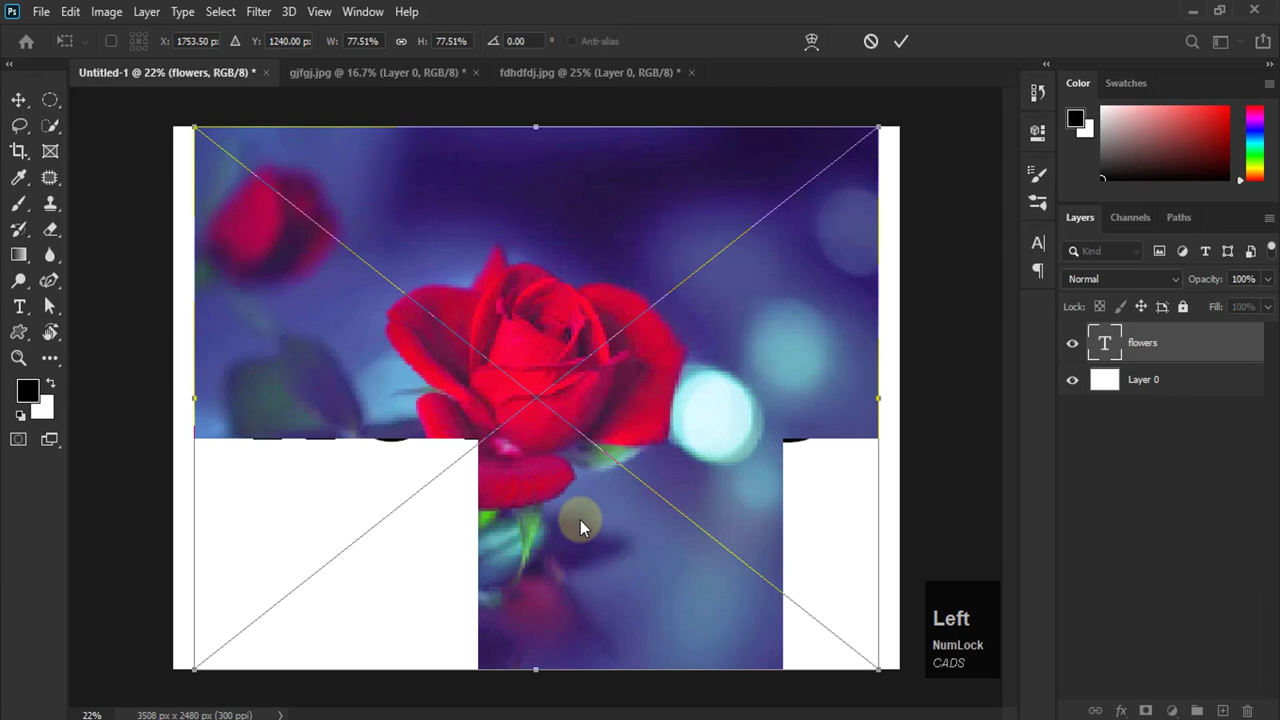 Ps File Edit Image Layer Type Select Filter 3D View Window Help
X: 1753.50 p: Y: 1240.00 p: W: 77.51% H: 77.51% 0.00 ° Anti-alias
Untitled-1 @ 22% (flowers, RGB/8) * × gjfgj.jpg @ 16.7% (Layer 0, RGB/8) * × fdhdfdj.jpg @ 25% (Layer 0, RGB/8) * ×
Color Swatches
Layers Channels Paths
Kind
Normal Opacity: 100%
Lock: Fill: 100%
T flowers
Layer 0
Left
NumLock
CADS
22% 3508 px x 2480 px (300 ppi)